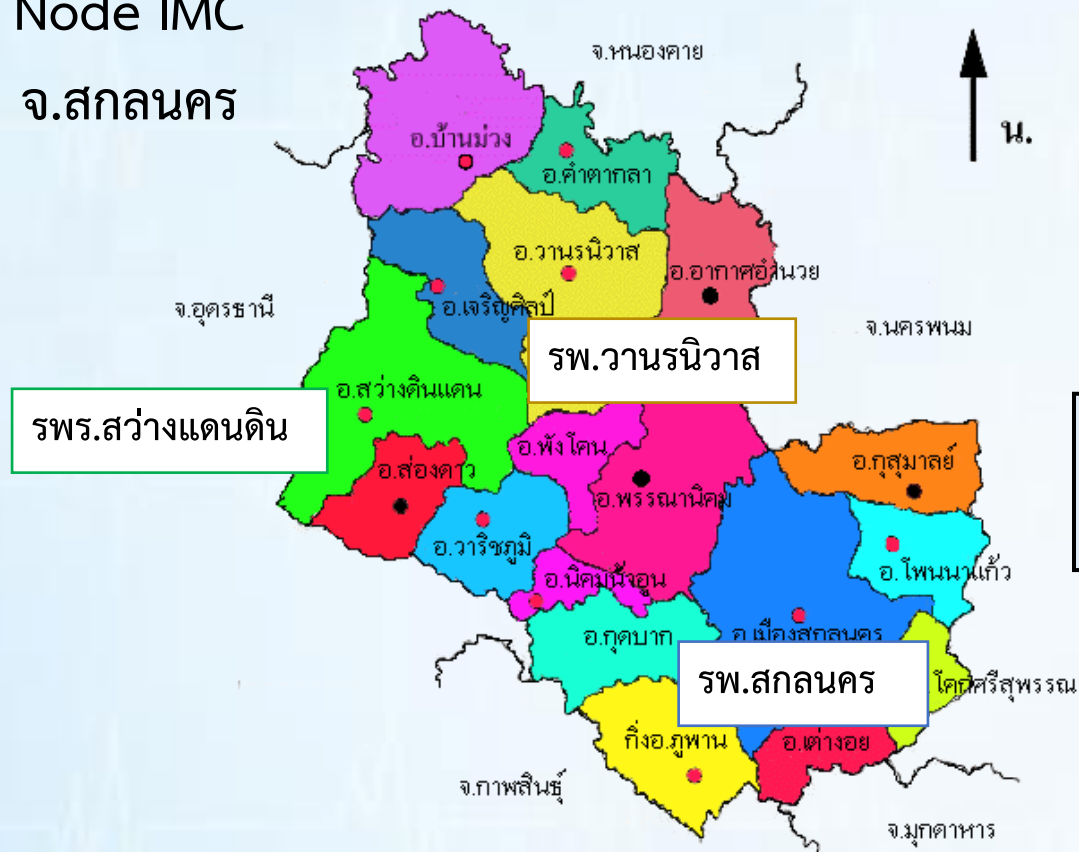 Node IMC
จ.สกลนคร
จ.หนองคาย
น.
อ.บ้านม่วง
อ.คำตากลา
อ.วานรนิวาส
อ.อากาศอำนวย
จ.อุดรธานี
อ.เจริญศิลป์
จ.นครพนม
รพ.วานรนิวาส
อ.สว่างดินแดน
รพร.สว่างแดนดิน
อ.พังโคน
อ.ส่องดาว
อ.กุสุมาลย์
อ.พรรณานิคม
อ.วาริชภูมิ
อ.โพนนาแก้ว
อ.นิคมน้ำอูน
อ.กุดบาก
อ.เมืองสกลนคร
รพ.สกลนคร
โคกศรีสุพรรณ
กิ่งอ.ภูพาน
อ.เต่างอย
จ.กาพสินธุ์
จ.มุกดาหาร